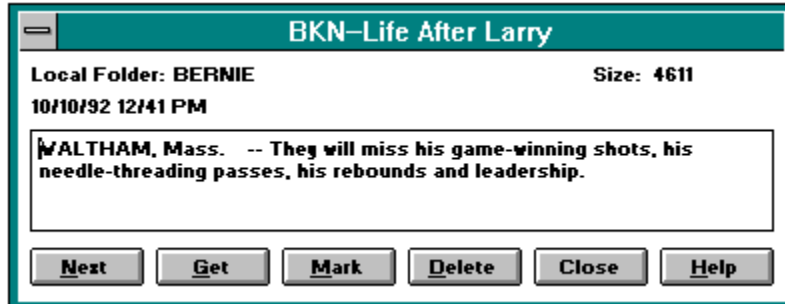 BKN–Life After Larry
Local Folder: BERNIE Size: 4611
10/10/92 12/41 PM
WALTHAM, Mass. -- They will miss his game-winning shots, his
needle-threading passes, his rebounds and leadership.
Next Get Mark Delete Close Help